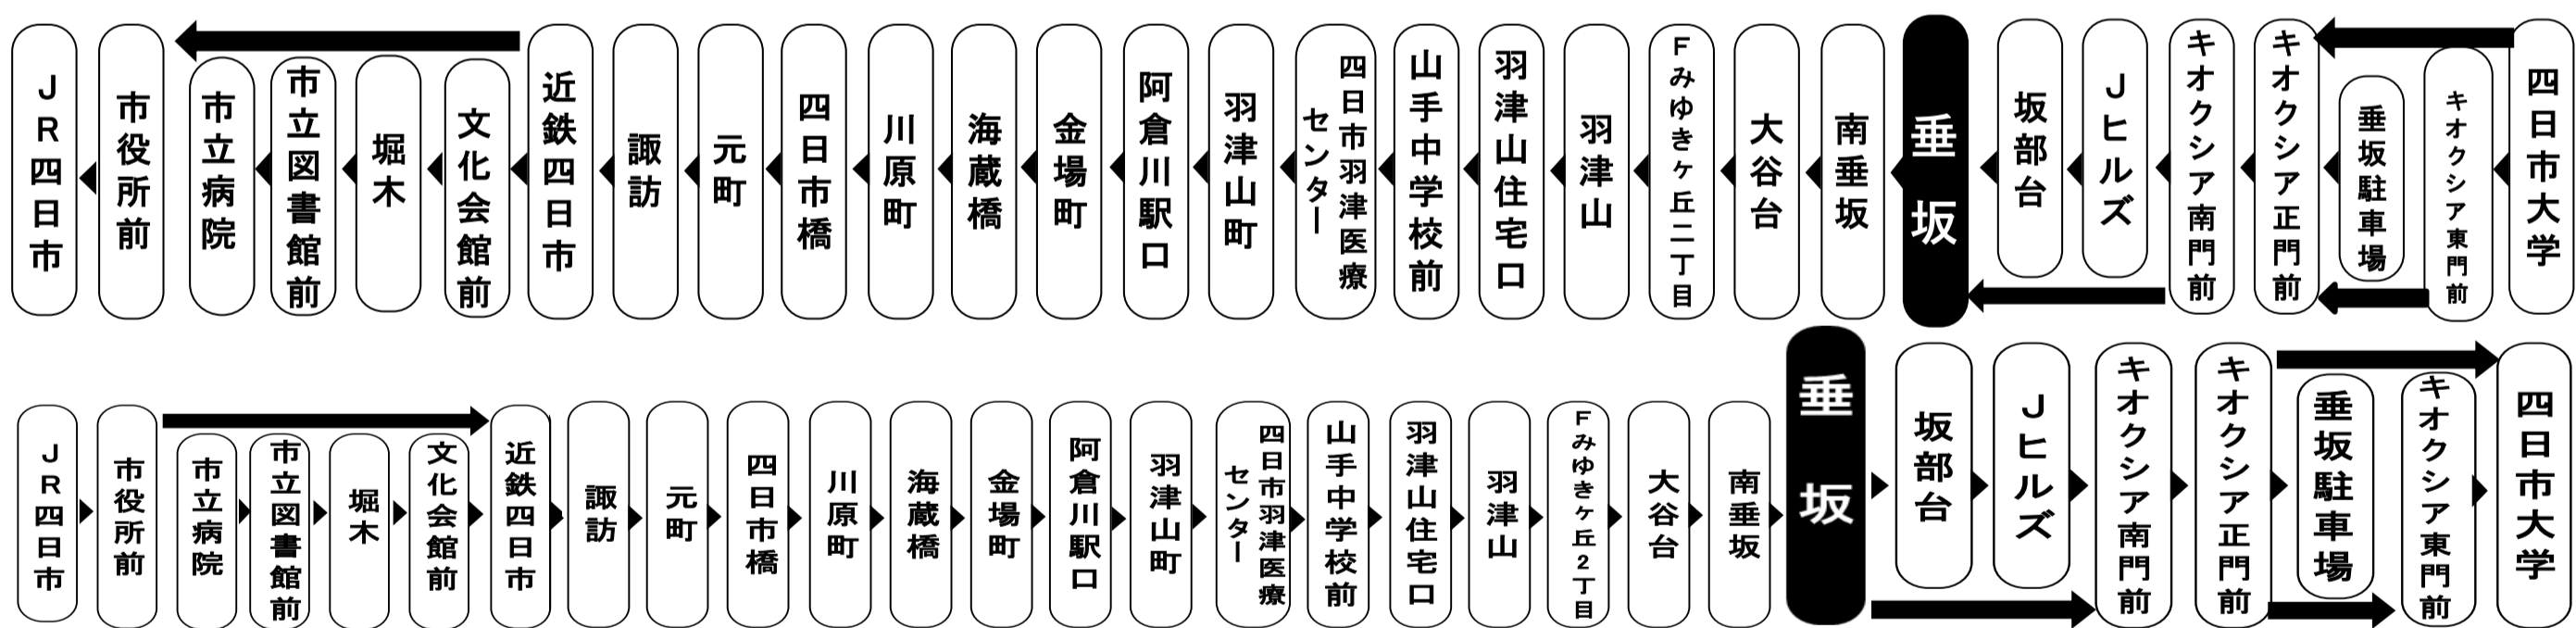 JR四日市
市役所前
市立病院
市立図書館前
堀木
文化会館前
近鉄四日市
諏訪
元町
四日市橋
川原町
海蔵橋
金場町
阿倉川駅口
羽津山町
四日市羽津医療
センター
山手中学校前
羽津山住宅口
羽津山
Fみゆきヶ丘二丁目
大谷台
南垂坂
垂坂
坂部台
Jヒルズ
キオクシア南門前
キオクシア正門前
垂坂駐車場
キオクシア東門前
四日市大学
JR四日市
市役所前
市立病院
市立図書館前
堀木
文化会館前
近鉄四日市
諏訪
元町
四日市橋
川原町
海蔵橋
金場町
阿倉川駅口
羽津山町
四日市羽津医療
センター
山手中学校前
羽津山住宅口
羽津山
Fみゆきヶ丘2丁目
大谷台
南垂坂
垂坂
坂部台
Jヒルズ
キオクシア南門前
キオクシア正門前
垂坂駐車場
キオクシア東門前
四日市大学